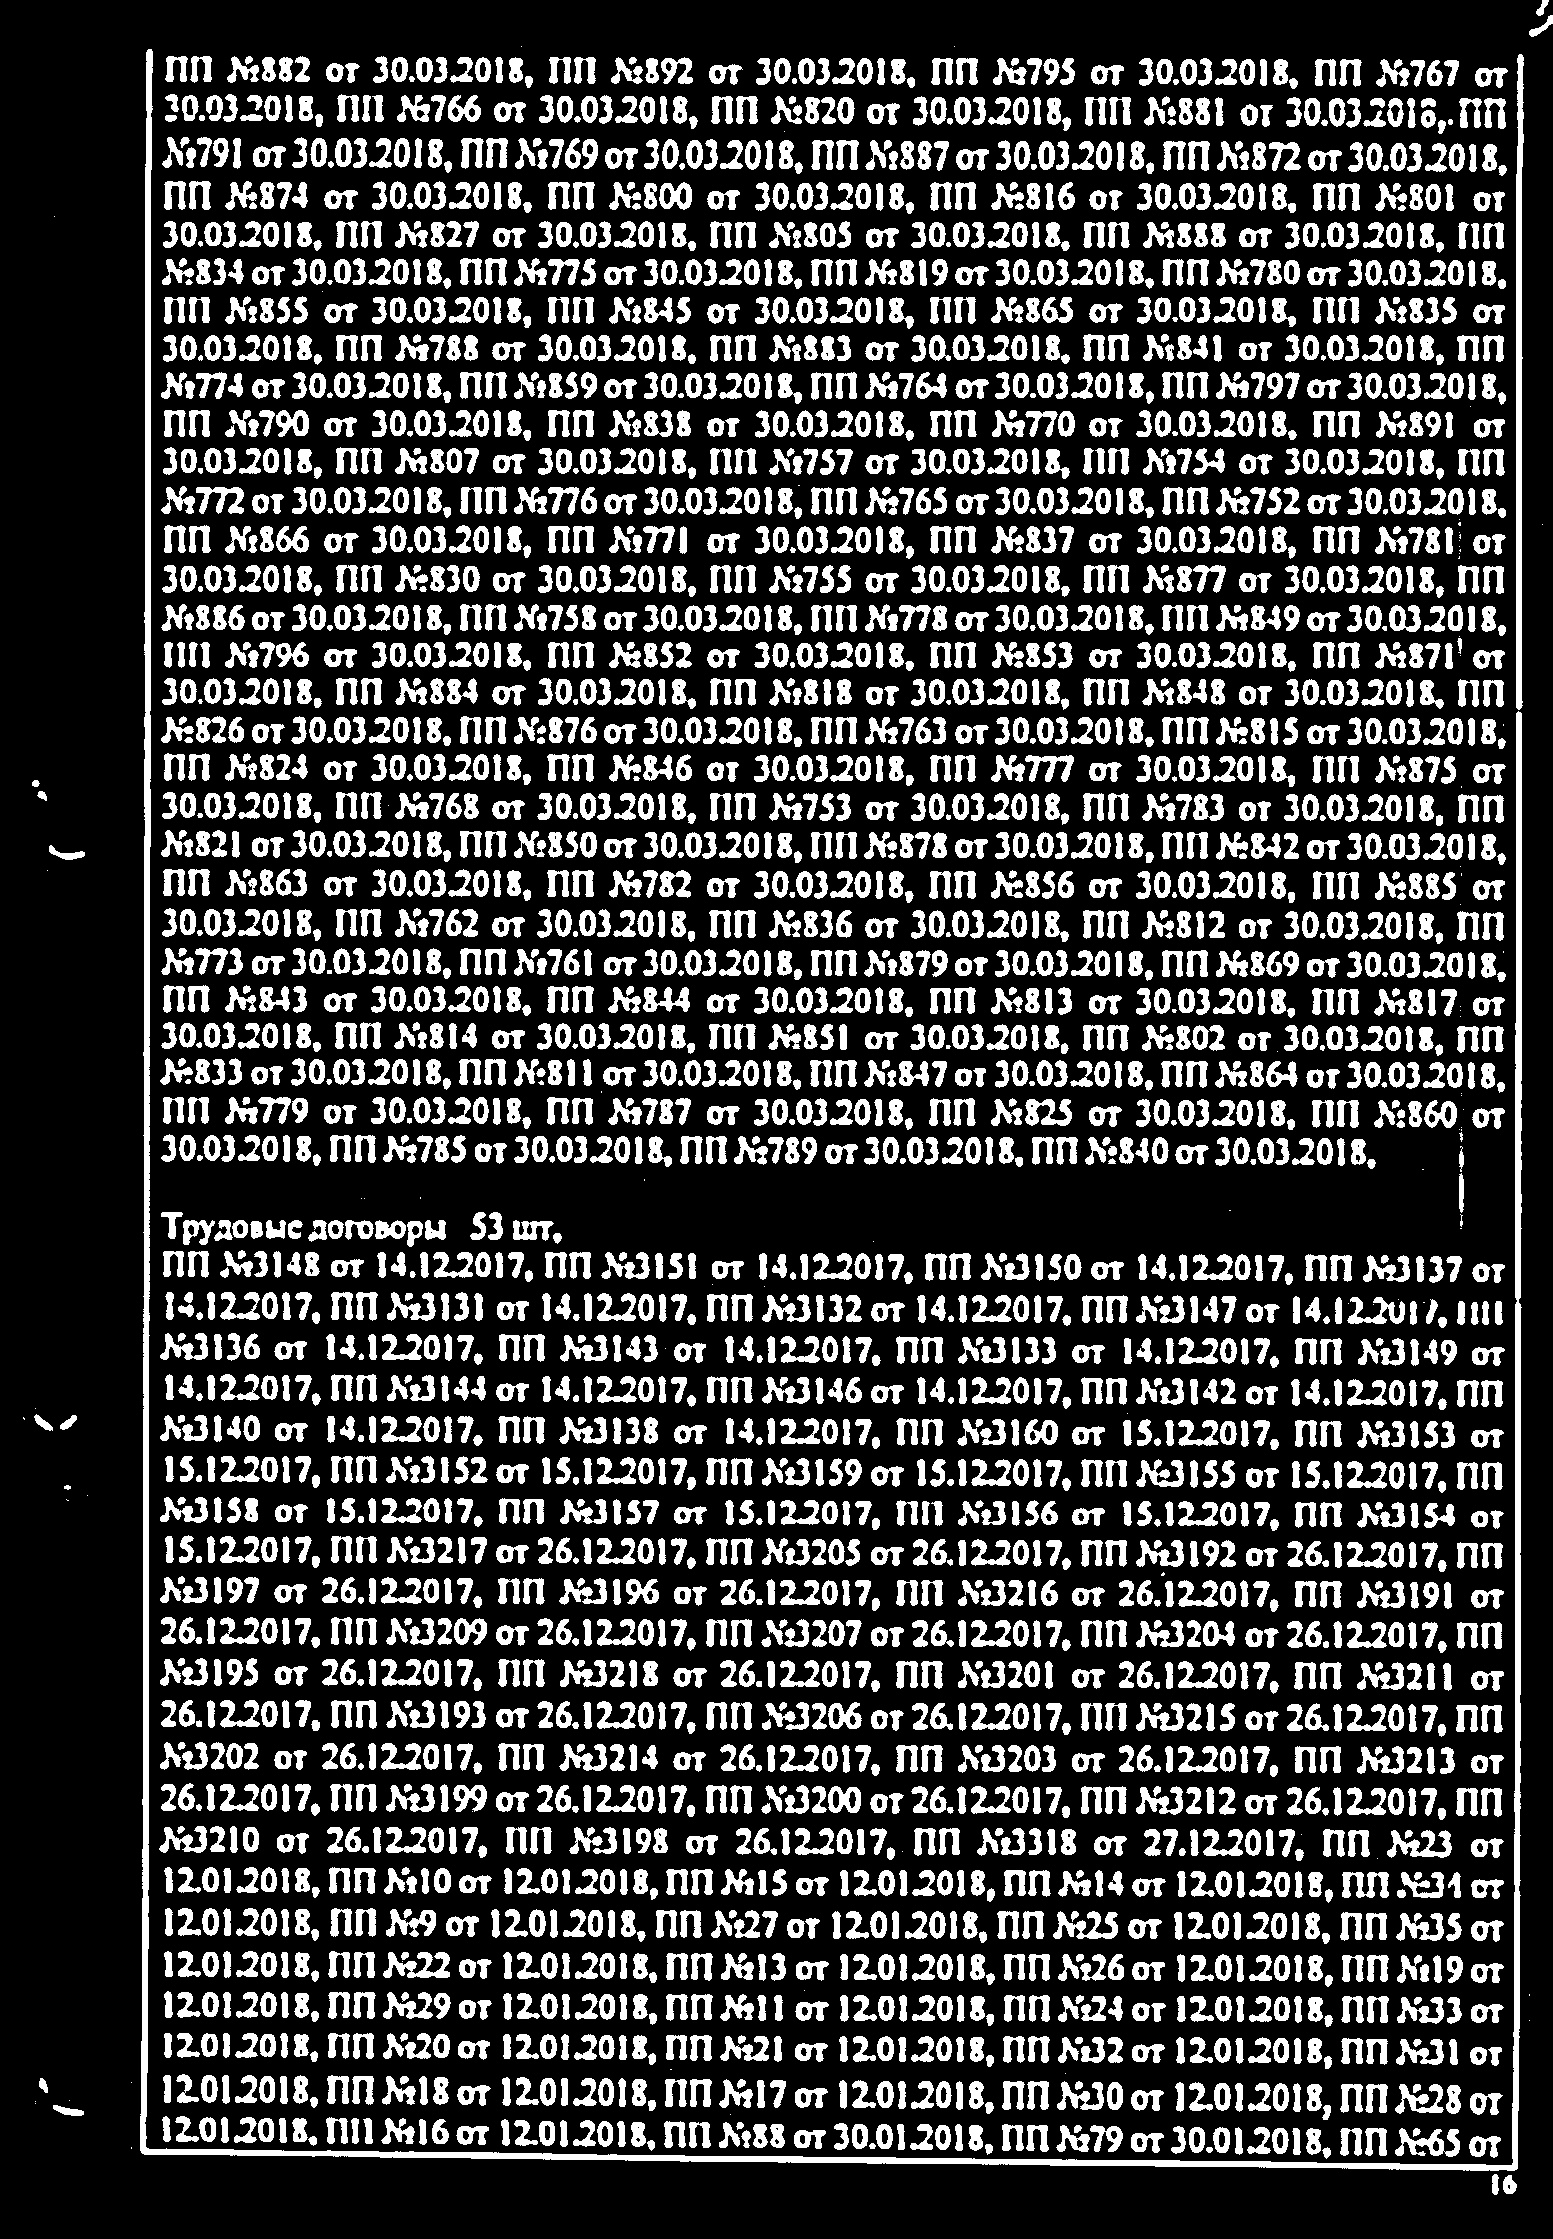 ПП №882 от 30.03.2018, ПП №892 от 30.03.2018, ПП №795 от 30.03.2018, ПП №767 от
30.03.2018, ПП №766 от 30.03.2018, ПП №820 от 30.03.2018, ПП №881 от 30.03.2018, ПП
№791 от 30.03.2018, ПП №769 от 30.03.2018, ПП №887 от 30.03.2018, ПП №872 от 30.03.2018,
ПП №874 от 30.03.2018, ПП №800 от 30.03.2018, ПП №816 от 30.03.2018, ПП №801 от
30.03.2018, ПП №827 от 30.03.2018, ПП №805 от 30.03.2018, ПП №888 от 30.03.2018, ПП
№834 от 30.03.2018, ПП №775 от 30.03.2018, ПП №819 от 30.03.2018, ПП №780 от 30.03.2018,
ПП №855 от 30.03.2018, ПП №845 от 30.03.2018, ПП №865 от 30.03.2018, ПП №835 от
30.03.2018, ПП №788 от 30.03.2018, ПП №883 от 30.03.2018, ПП №841 от 30.03.2018, ПП
№774 от 30.03.2018, ПП №859 от 30.03.2018, ПП №764 от 30.03.2018, ПП №797 от 30.03.2018,
ПП №790 от 30.03.2018, ПП №838 от 30.03.2018, ПП №770 от 30.03.2018, ПП №891 от
30.03.2018, ПП №807 от 30.03.2018, ПП №757 от 30.03.2018, ПП №754 от 30.03.2018, ПП
№772 от 30.03.2018, ПП №776 от 30.03.2018, ПП №765 от 30.03.2018, ПП №752 от 30.03.2018,
ПП №866 от 30.03.2018, ПП №771 от 30.03.2018, ПП №837 от 30.03.2018, ПП №781 от
30.03.2018, ПП №830 от 30.03.2018, ПП №755 от 30.03.2018, ПП №877 от 30.03.2018, ПП
№886 от 30.03.2018, ПП №758 от 30.03.2018, ПП №778 от 30.03.2018, ПП №849 от 30.03.2018,
ПП №796 от 30.03.2018, ПП №852 от 30.03.2018, ПП №853 от 30.03.2018, ПП №871 от
30.03.2018, ПП №884 от 30.03.2018, ПП №818 от 30.03.2018, ПП №848 от 30.03.2018, ПП
№826 от 30.03.2018, ПП №876 от 30.03.2018, ПП №763 от 30.03.2018, ПП №815 от 30.03.2018,
ПП №824 от 30.03.2018, ПП №846 от 30.03.2018, ПП №777 от 30.03.2018, ПП №875 от
30.03.2018, ПП №768 от 30.03.2018, ПП №753 от 30.03.2018, ПП №783 от 30.03.2018, ПП
№821 от 30.03.2018, ПП №850 от 30.03.2018, ПП №878 от 30.03.2018, ПП №842 от 30.03.2018,
ПП №863 от 30.03.2018, ПП №782 от 30.03.2018, ПП №856 от 30.03.2018, ПП №885 от
30.03.2018, ПП №762 от 30.03.2018, ПП №836 от 30.03.2018, ПП №812 от 30.03.2018, ПП
№773 от 30.03.2018, ПП №761 от 30.03.2018, ПП №879 от 30.03.2018, ПП №869 от 30.03.2018,
ПП №843 от 30.03.2018, ПП №844 от 30.03.2018, ПП №813 от 30.03.2018, ПП №817 от
30.03.2018, ПП №814 от 30.03.2018, ПП №851 от 30.03.2018, ПП №802 от 30.03.2018, ПП
№833 от 30.03.2018, ПП №811 от 30.03.2018, ПП №847 от 30.03.2018, ПП №864 от 30.03.2018,
ПП №779 от 30.03.2018, ПП №787 от 30.03.2018, ПП №825 от 30.03.2018, ПП №860 от
30.03.2018, ПП №785 от 30.03.2018, ПП №789 от 30.03.2018, ПП №840 от 30.03.2018.
Трудовые договоры 53 шт,
ПП №3148 от 14.12.2017, ПП №3151 от 14.12.2017, ПП №3150 от 14.12.2017, ПП №3137 от
14.12.2017, ПП №3131 от 14.12.2017, ПП №3132 от 14.12.2017, ПП №3147 от 14.12.2017, ПП
№3136 от 14.12.2017, ПП №3143 от 14.12.2017, ПП №3133 от 14.12.2017, ПП №3149 от
14.12.2017, ПП №3144 от 14.12.2017, ПП №3146 от 14.12.2017, ПП №3142 от 14.12.2017, ПП
№3140 от 14.12.2017, ПП №3138 от 14.12.2017, ПП №3160 от 15.12.2017, ПП №3153 от
15.12.2017, ПП №3152 от 15.12.2017, ПП №3159 от 15.12.2017, ПП №3155 от 15.12.2017, ПП
№3158 от 15.12.2017, ПП №3157 от 15.12.2017, ПП №3156 от 15.12.2017, ПП №3154 от
15.12.2017, ПП №3217 от 26.12.2017, ПП №3205 от 26.12.2017, ПП №3192 от 26.12.2017, ПП
№3197 от 26.12.2017, ПП №3196 от 26.12.2017, ПП №3216 от 26.12.2017, ПП №3191 от
26.12.2017, ПП №3209 от 26.12.2017, ПП №3207 от 26.12.2017, ПП №3204 от 26.12.2017, ПП
№3195 от 26.12.2017, ПП №3218 от 26.12.2017, ПП №3201 от 26.12.2017, ПП №3211 от
26.12.2017, ПП №3193 от 26.12.2017, ПП №3206 от 26.12.2017, ПП №3215 от 26.12.2017, ПП
№3202 от 26.12.2017, ПП №3214 от 26.12.2017, ПП №3203 от 26.12.2017, ПП №3213 от
26.12.2017, ПП №3199 от 26.12.2017, ПП №3200 от 26.12.2017, ПП №3212 от 26.12.2017, ПП
№3210 от 26.12.2017, ПП №3198 от 26.12.2017, ПП №3318 от 27.12.2017, ПП №23 от
12.01.2018, ПП №10 от 12.01.2018, ПП №15 от 12.01.2018, ПП №14 от 12.01.2018, ПП №34 от
12.01.2018, ПП №9 от 12.01.2018, ПП №27 от 12.01.2018, ПП №25 от 12.01.2018, ПП №35 от
12.01.2018, ПП №22 от 12.01.2018, ПП №13 от 12.01.2018, ПП №26 от 12.01.2018, ПП №19 от
12.01.2018, ПП №29 от 12.01.2018, ПП №11 от 12.01.2018, ПП №24 от 12.01.2018, ПП №33 от
12.01.2018, ПП №20 от 12.01.2018, ПП №21 от 12.01.2018, ПП №32 от 12.01.2018, ПП №31 от
12.01.2018, ПП №18 от 12.01.2018, ПП №17 от 12.01.2018, ПП №30 от 12.01.2018, ПП №28 от
12.01.2018, ПП №16 от 12.01.2018, ПП №88 от 30.01.2018, ПП №79 от 30.01.2018, ПП №65 от
16